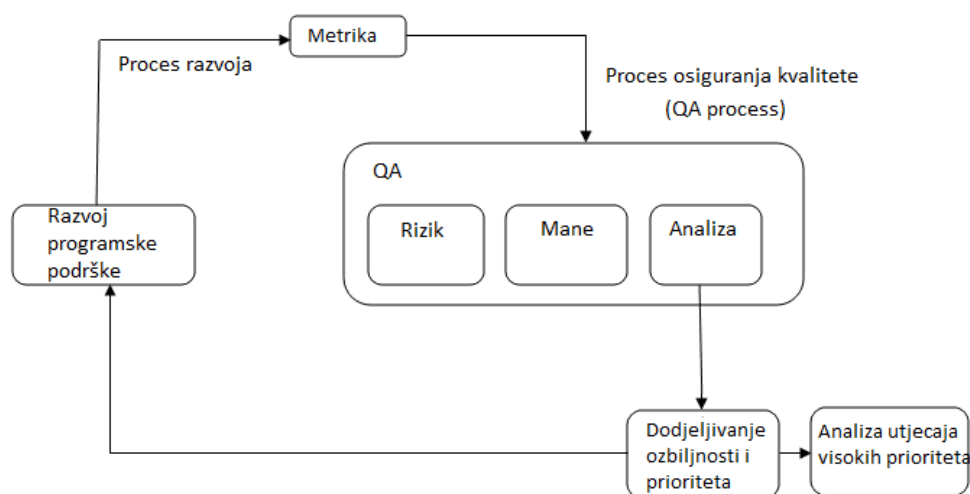 Metrika
Proces razvoja
Proces osiguranja kvalitete
(QA process)
QA
Rizik
Mane
Analiza
Razvoj
programske
podrške
Dodjeljivanje
ozbiljnosti i
prioriteta
Analiza utjecaja
visokih prioriteta